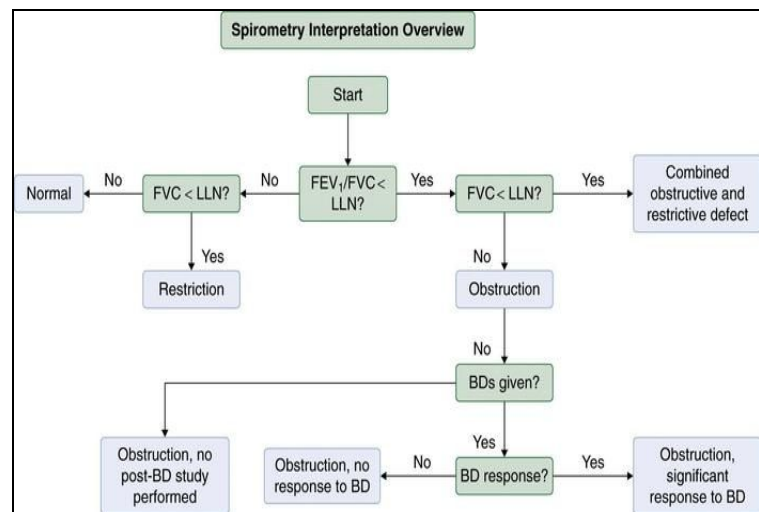 Spirometry Interpretation Overview
Start
Normal
No
FVC < LLN?
No
FEV₁/FVC <
LLN?
Yes
FVC < LLN?
Yes
Combined
obstructive and
restrictive defect
Yes
No
Restriction
Obstruction
No
BDs given?
Obstruction, no
post-BD study
performed
Yes
Obstruction, no
response to BD
No
BD response?
Yes
Obstruction,
significant
response to BD